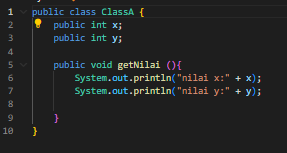 1 public class ClassA {
2 public int x;
3 public int y;
4
5 public void getNilai (){
6 System.out.println("nilai x:" + x);
7 System.out.println("nilai y:" + y);
8
9 }
10 }